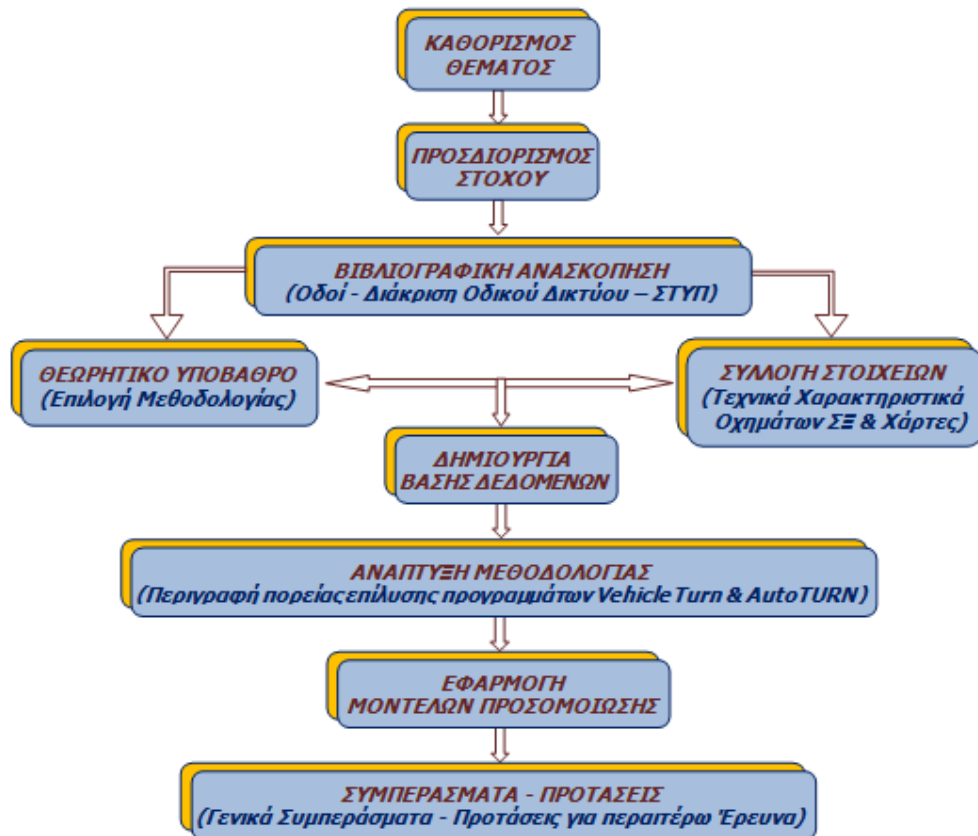 ΚΑΘΟΡΙΣΜΟΣ
ΘΕΜΑΤΟΣ
ΠΡΟΣΔΙΟΡΙΣΜΟΣ
ΣΤΟΧΟΥ
ΒΙΒΛΙΟΓΡΑΦΙΚΗ ΑΝΑΣΚΟΠΗΣΗ
(Οδοί - Διάκριση Οδικού Δικτύου – ΣΤΥΠ)
ΘΕΩΡΗΤΙΚΟ ΥΠΟΒΑΘΡΟ
(Επιλογή Μεθοδολογίας)
ΣΥΛΛΟΓΗ ΣΤΟΙΧΕΙΩΝ
(Τεχνικά Χαρακτηριστικά
Οχημάτων ΣΞ & Χάρτες)
ΔΗΜΙΟΥΡΓΙΑ
ΒΑΣΗΣ ΔΕΔΟΜΕΝΩΝ
ΑΝΑΠΤΥΞΗ ΜΕΘΟΔΟΛΟΓΙΑΣ
(Περιγραφή πορείας επίλυσης προγραμμάτων Vehicle Turn & AutoTURN)
ΕΦΑΡΜΟΓΗ
ΜΟΝΤΕΛΩΝ ΠΡΟΣΟΜΟΙΩΣΗΣ
ΣΥΜΠΕΡΑΣΜΑΤΑ - ΠΡΟΤΑΣΕΙΣ
(Γενικά Συμπεράσματα - Προτάσεις για περαιτέρω Έρευνα)